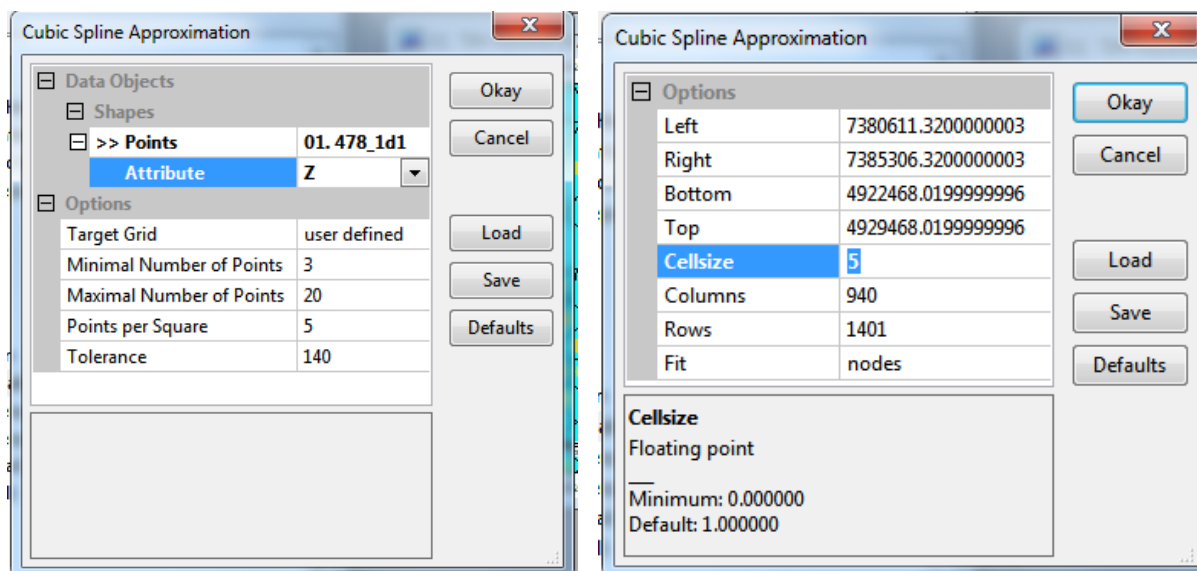 Cubic Spline Approximation
Data Objects
Shapes
>> Points 01. 478_1d1
Attribute Z
Options
Target Grid user defined
Minimal Number of Points 3
Maximal Number of Points 20
Points per Square 5
Tolerance 140
Okay
Cancel
Load
Save
Defaults
Cubic Spline Approximation
Options
Left 7380611.3200000003
Right 7385306.3200000003
Bottom 4922468.0199999996
Top 4929468.0199999996
Cellsize 5
Columns 940
Rows 1401
Fit nodes
Okay
Cancel
Load
Save
Defaults
Cellsize
Floating point
__
Minimum: 0.000000
Default: 1.000000